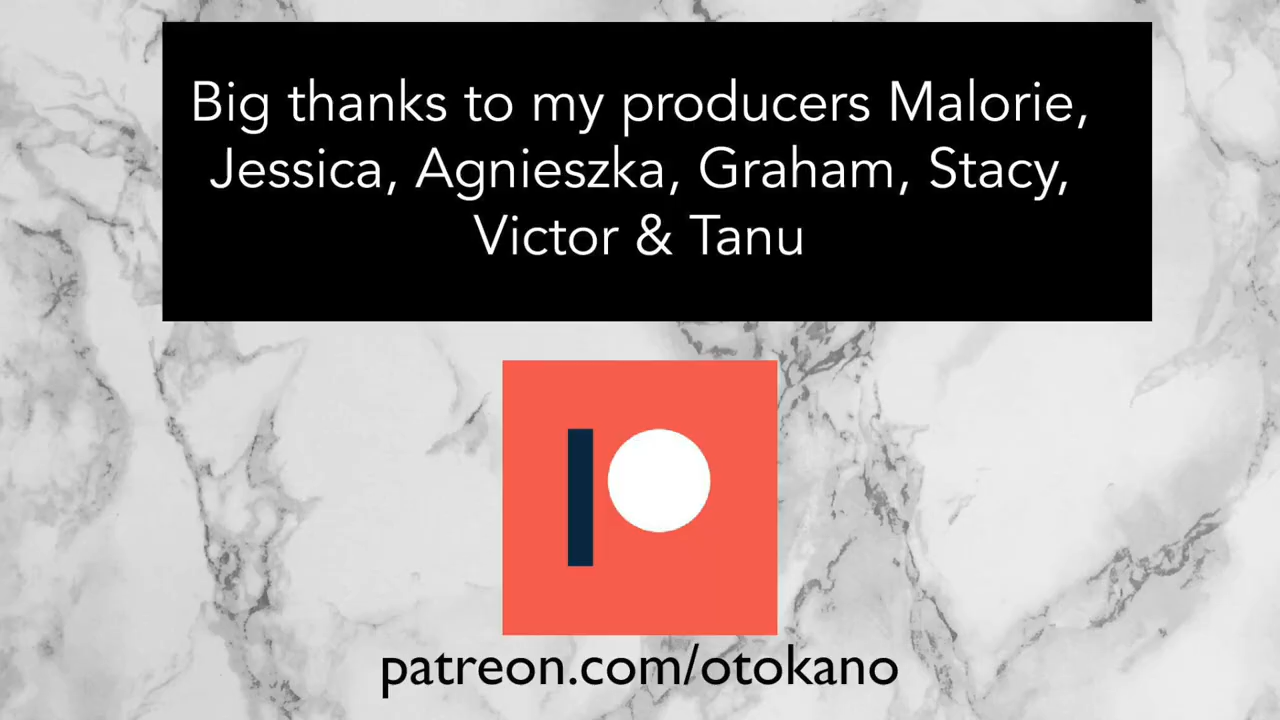 Big thanks to my producers Malorie,
Jessica, Agnieszka, Graham, Stacy,
Victor & Tanu
patreon.com/otokano